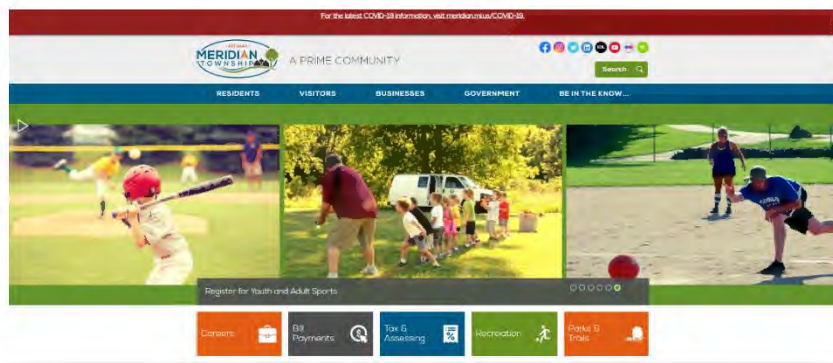 For the latest COVID-19 information, visit meridian.mi.us/COVID-19.
MERIDIAN
TOWNSHIP
A PRIME COMMUNITY
Search
RESIDENTS VISITORS BUSINESSES GOVERNMENT BE IN THE KNOW...
Register for Youth and Adult Sports
Careers
Bill
Payments
Tax &
Assessing
Recreation
Parks &
Trails